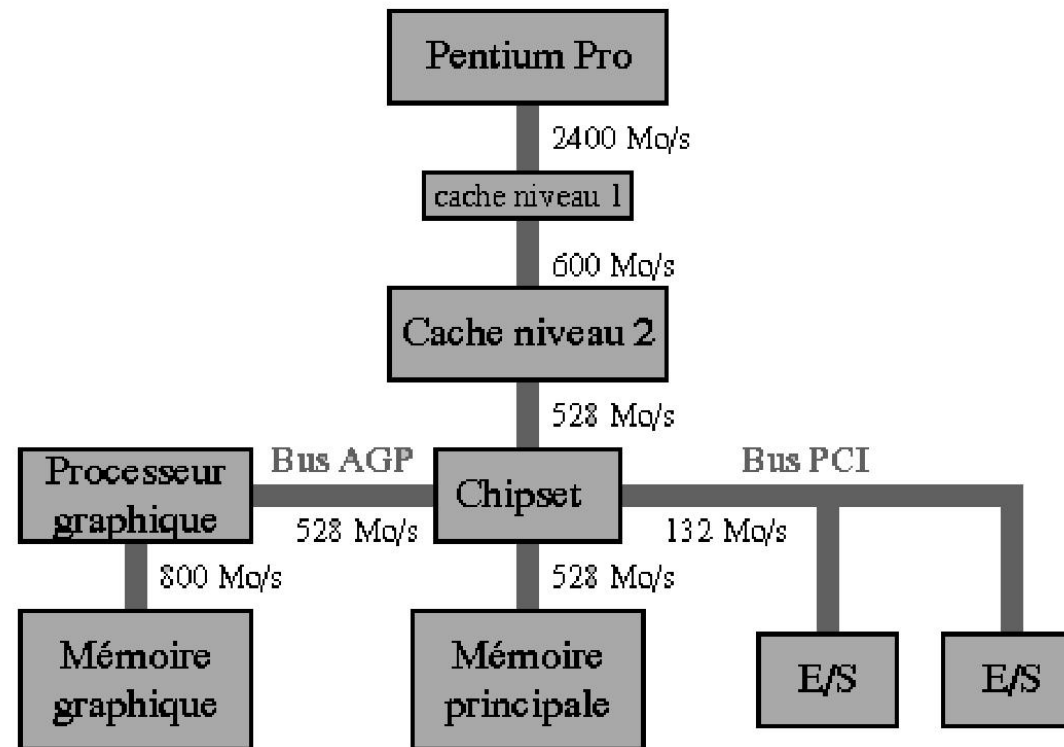 Pentium Pro
2400 Mo/s
cache niveau 1
600 Mo/s
Cache niveau 2
528 Mo/s
Bus AGP
Bus PCI
Processeur
graphique
Chipset
528 Mo/s
132 Mo/s
800 Mo/s
528 Mo/s
Mémoire
graphique
Mémoire
principale
E/S
E/S